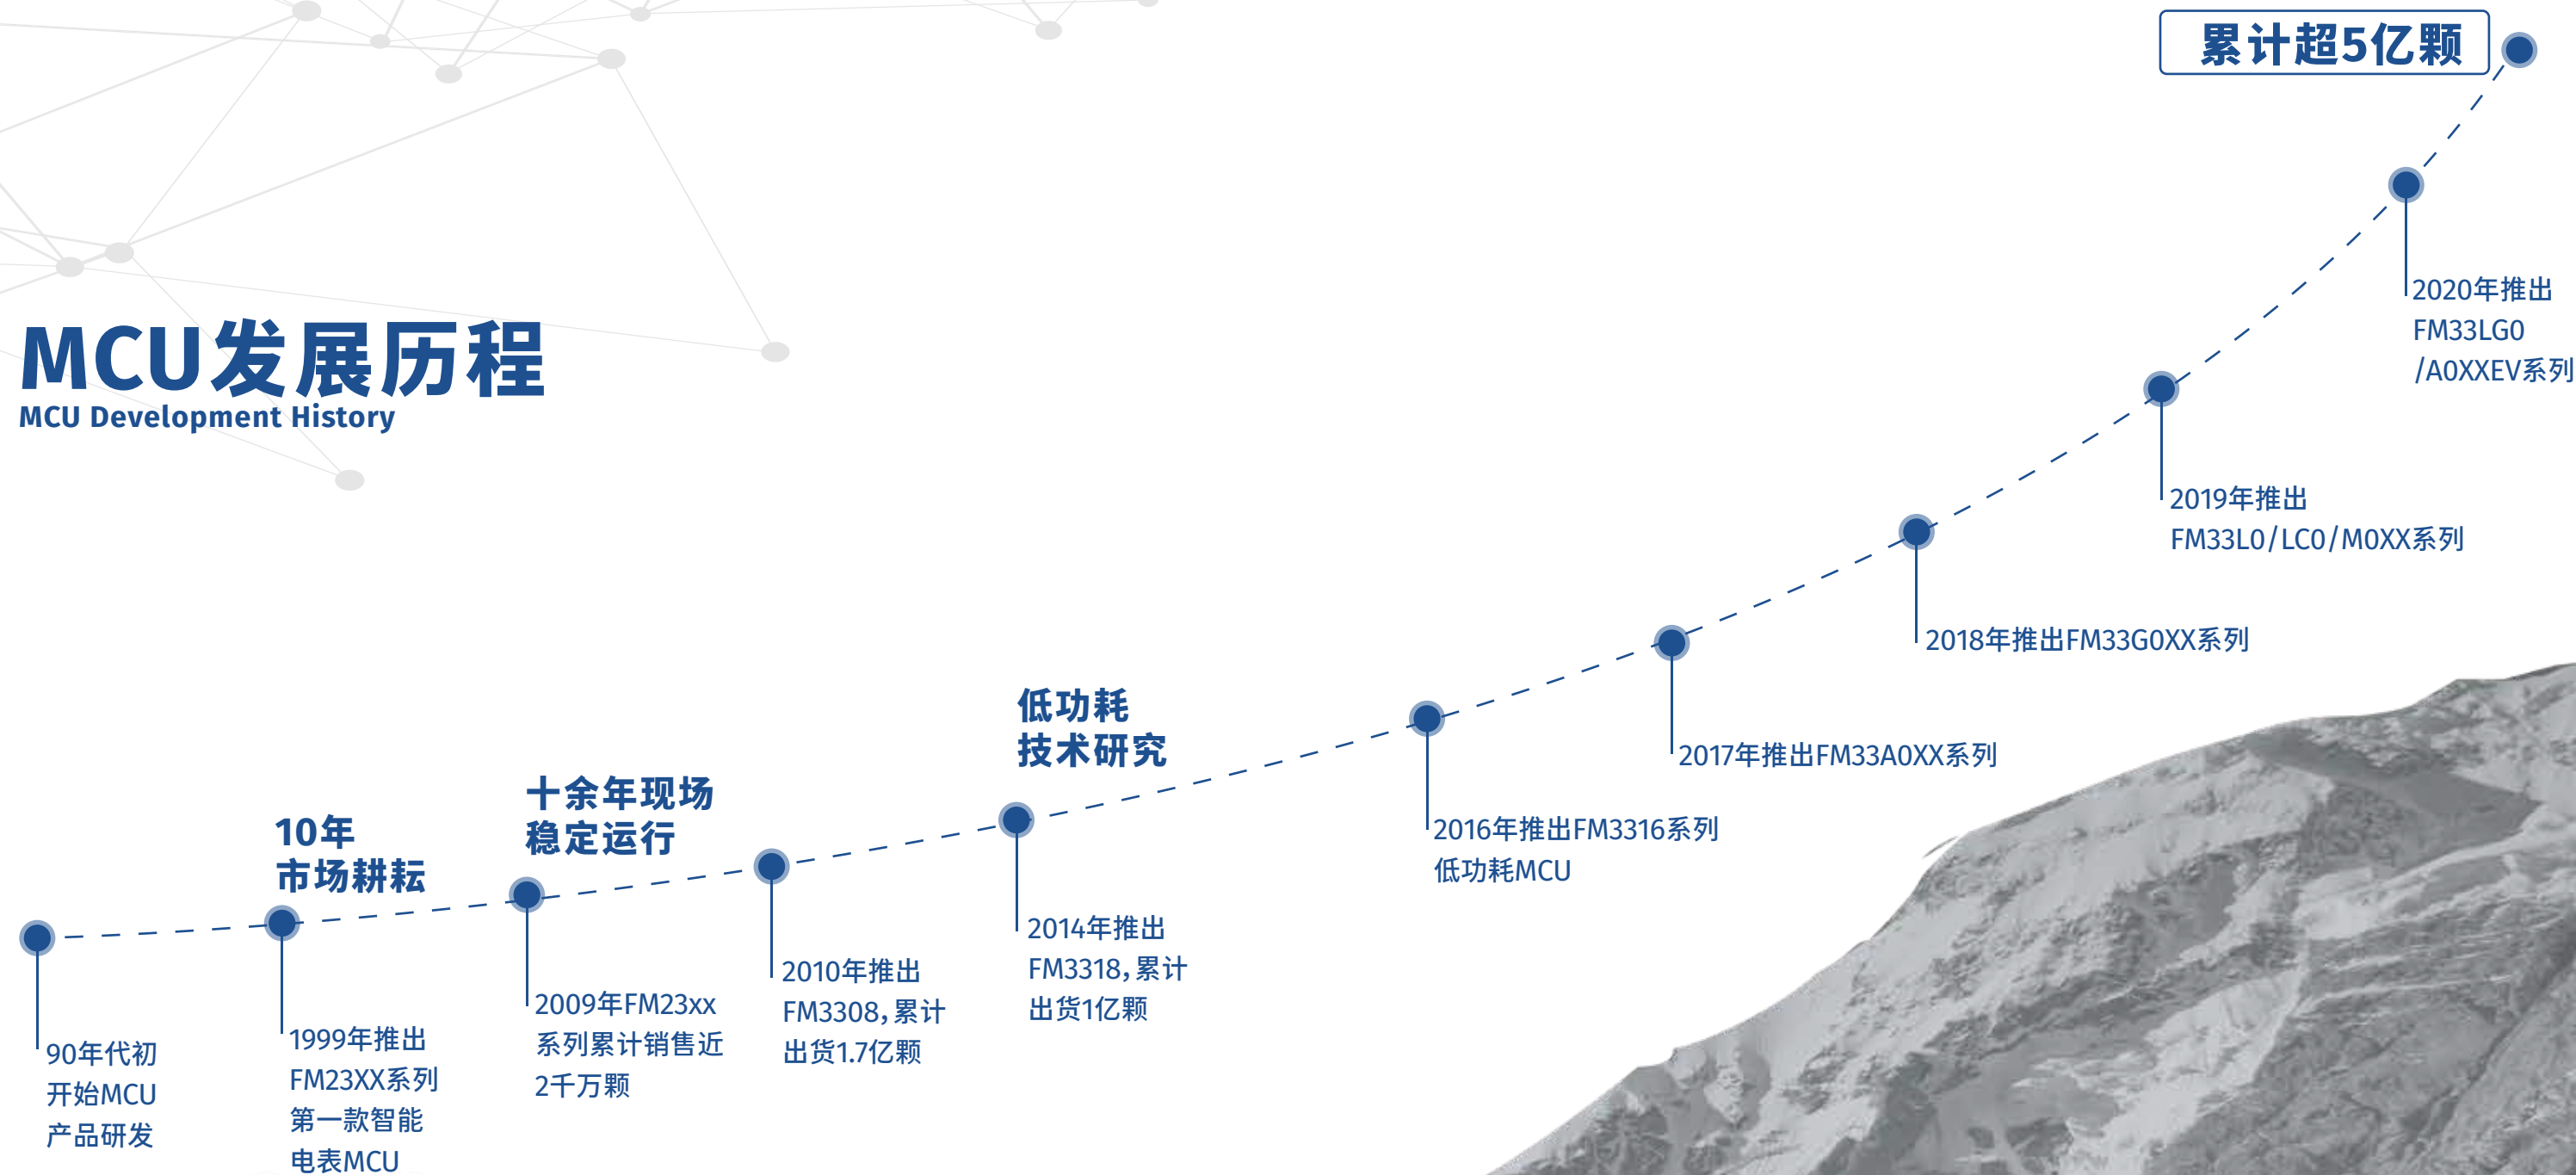 累计超5亿颗
MCU发展历程
MCU Development History
90年代初
开始MCU
产品研发
10年
市场耕耘
1999年推出
FM23XX系列
第一款智能
电表MCU
十余年现场
稳定运行
2009年FM23xx
系列累计销售近
2千万颗
2010年推出
FM3308，累计
出货1.7亿颗
低功耗
技术研究
2014年推出
FM3318，累计
出货1亿颗
2016年推出FM3316系列
低功耗MCU
2017年推出FM33A0XX系列
2018年推出FM33G0XX系列
2019年推出
FM33L0/LC0/M0XX系列
2020年推出
FM33LG0
/A0XXEV系列